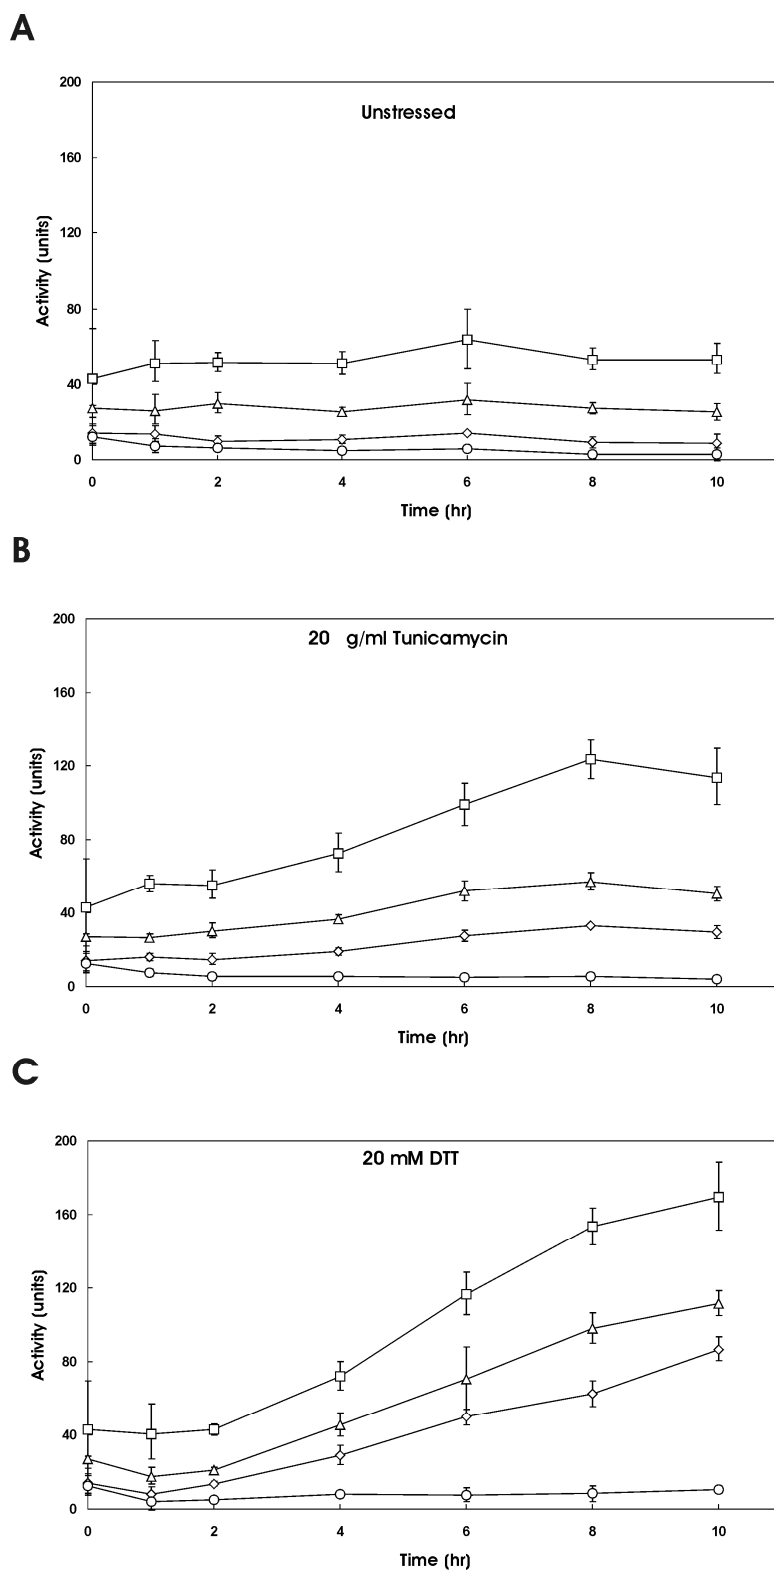 A
Unstressed
200
160
120
80
40
0
Activity (units)
0 1 2 4 6 8 10
Time (hr)
B
20 g/ml Tunicamycin
200
160
120
80
40
0
Activity (units)
0 1 2 4 6 8 10
Time (hr)
C
20 mM DTT
200
160
120
80
40
0
Activity (units)
0 1 2 4 6 8 10
Time (hr)